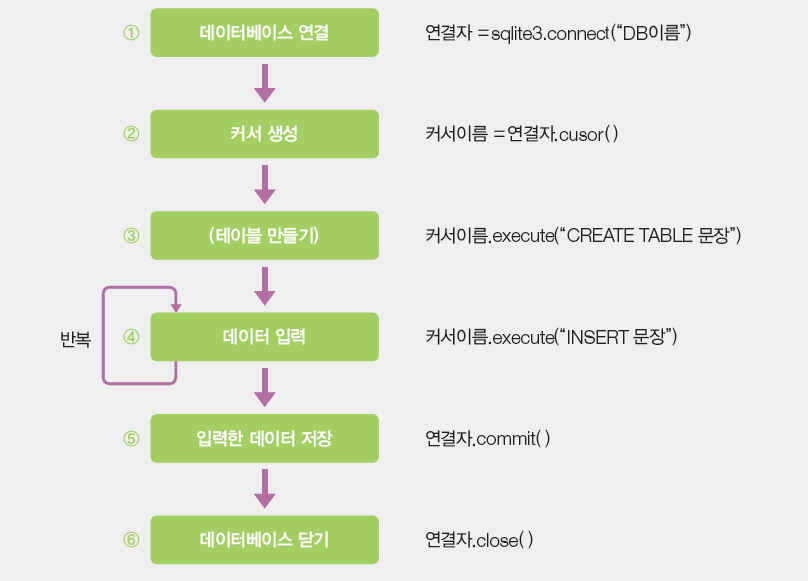 ① 데이터베이스 연결 연결자 =sqlite3.connect(“DB이름”)
② 커서 생성 커서이름 =연결자.cusor( )
③ (테이블 만들기) 커서이름.execute(“CREATE TABLE 문장”)
반복 ④ 데이터 입력 커서이름.execute(“INSERT 문장”)
⑤ 입력한 데이터 저장 연결자.commit( )
⑥ 데이터베이스 닫기 연결자.close( )